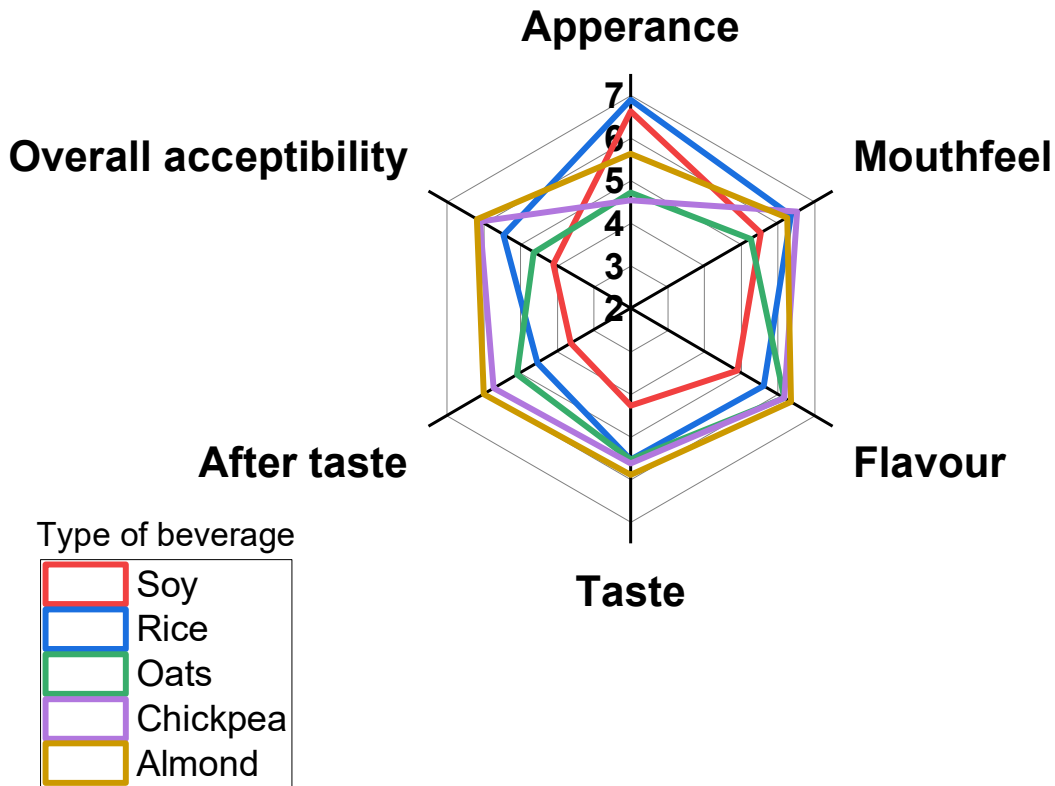 Apperance
Overall acceptibility
Mouthfeel
7
6
5
4
3
2
After taste
Flavour
Taste
Type of beverage
Soy
Rice
Oats
Chickpea
Almond